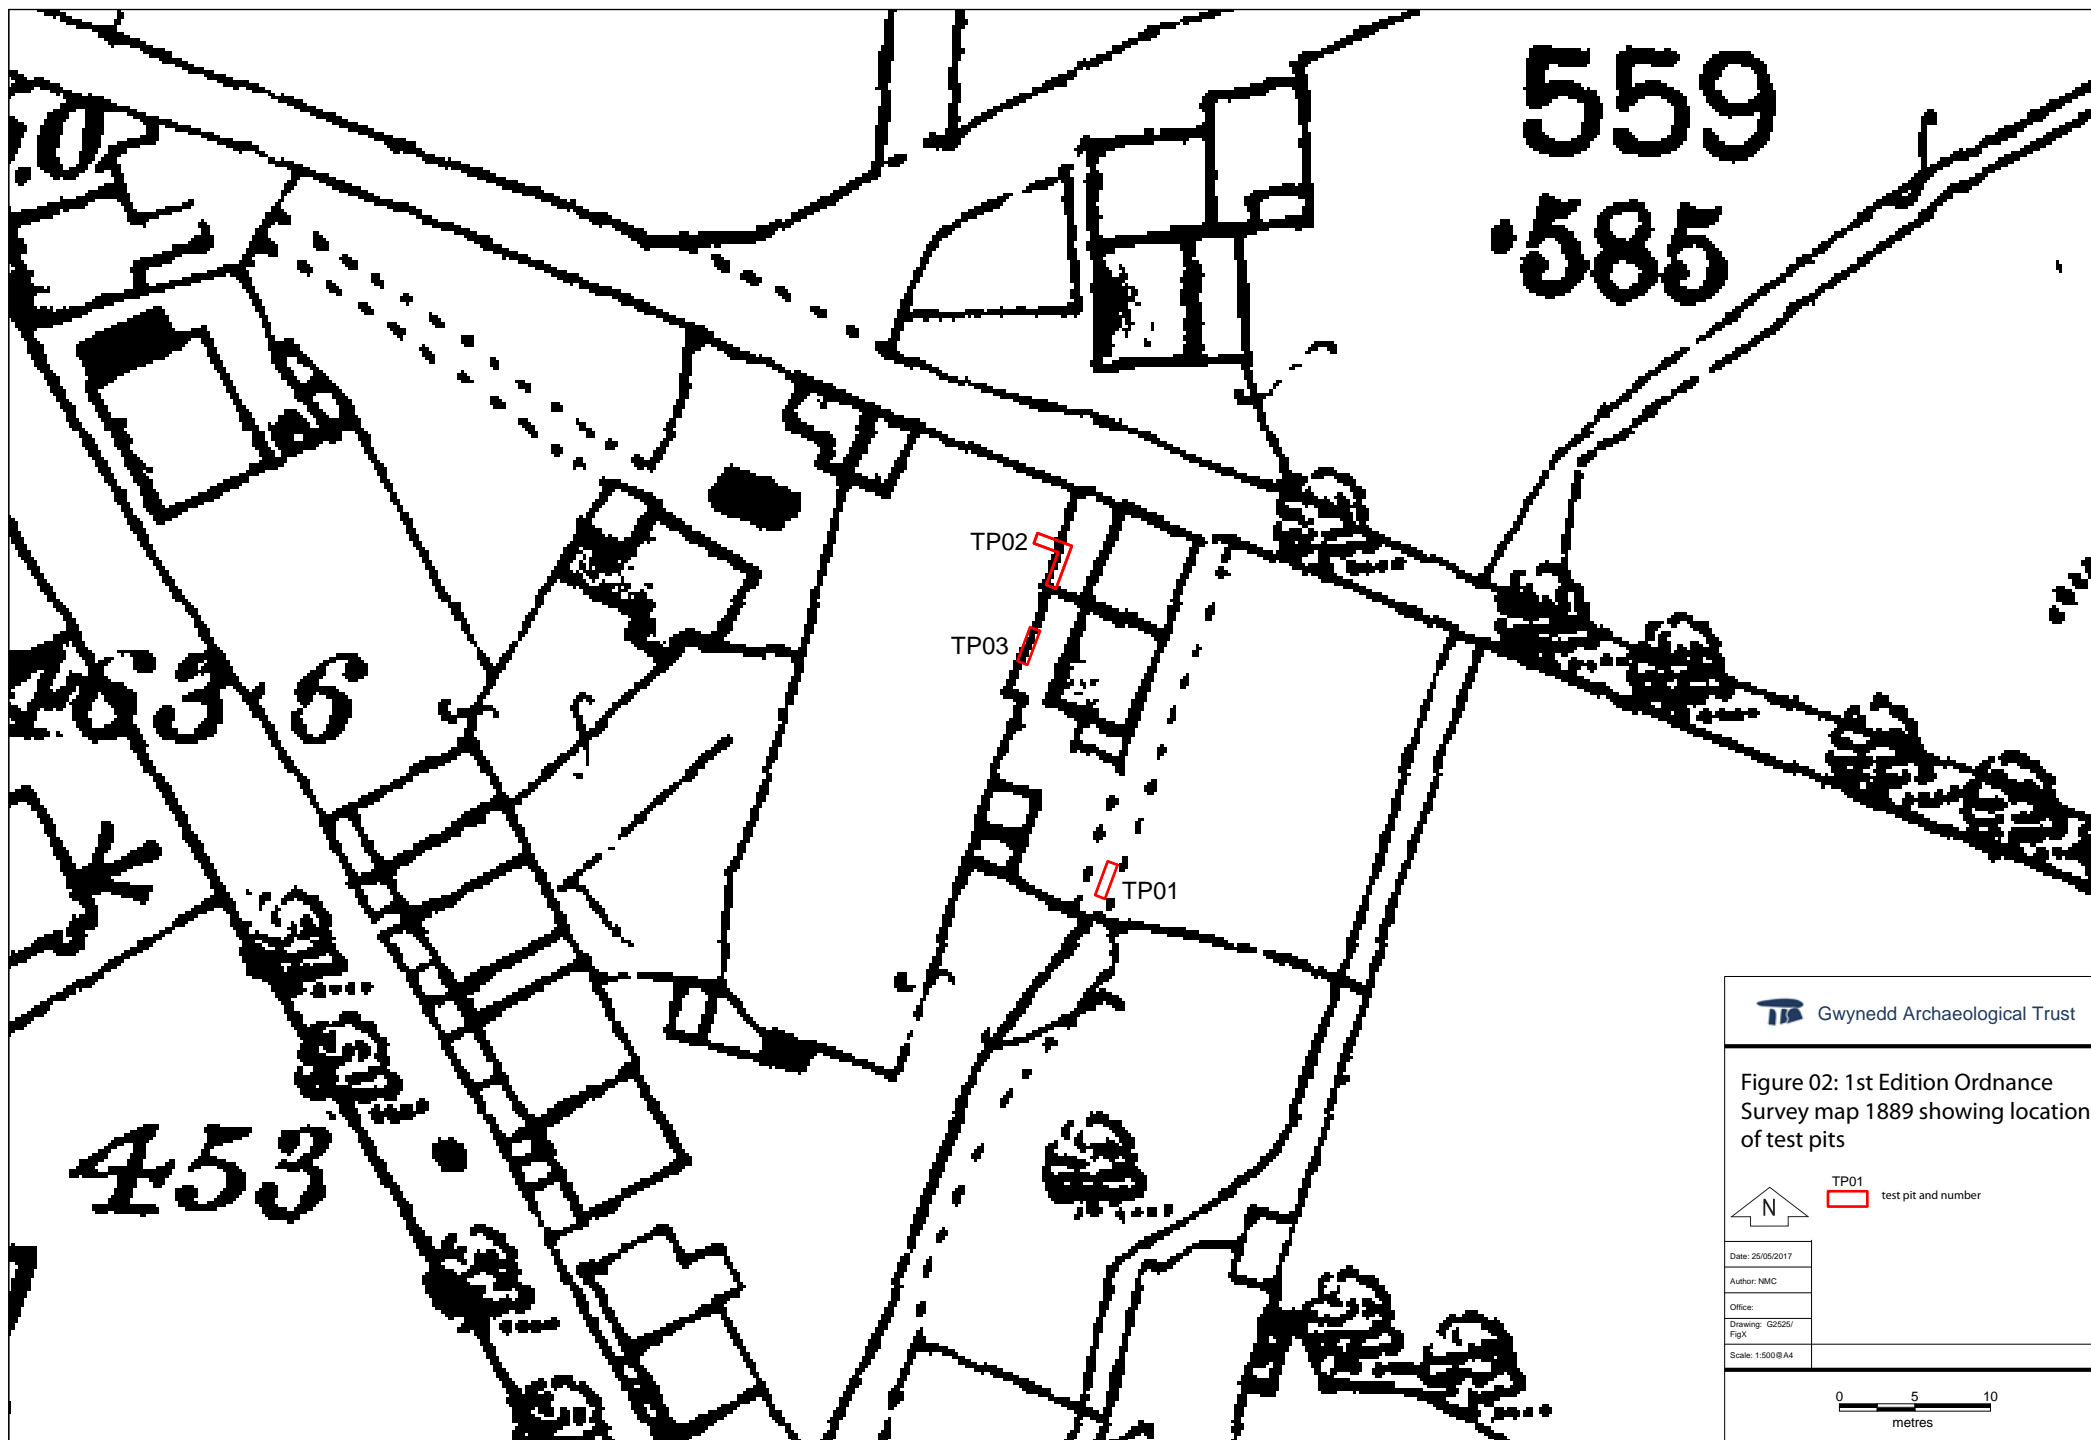 .0
559
.585
TP02
TP03
4636
TP01
453
Gwynedd Archaeological Trust
Figure 02: 1st Edition Ordnance
Survey map 1889 showing location
of test pits
TP01
test pit and number
N
Date: 25/05/2017
Author: NMC
Office:
Drawing: G2525/
FigX
Scale: 1:500@A4
0 5 10
metres